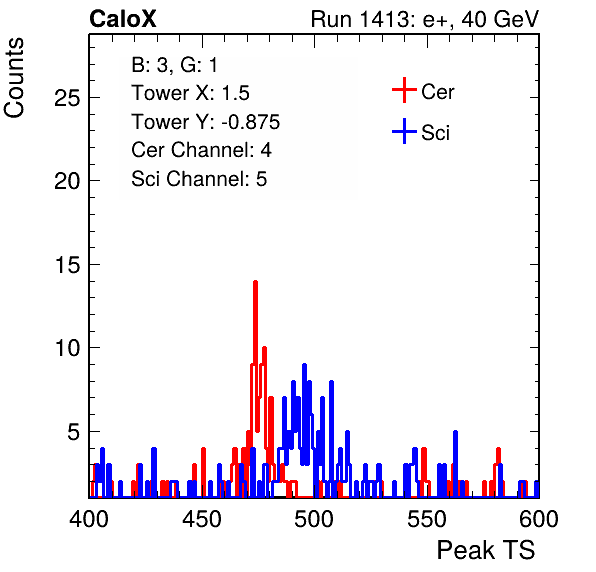 CaloX
Run 1413: e+, 40 GeV
Counts
B: 3, G: 1
Tower X: 1.5
Tower Y: -0.875
Cer Channel: 4
Sci Channel: 5
Cer
Sci
25
20
15
10
5
400
450
500
550
600
Peak TS